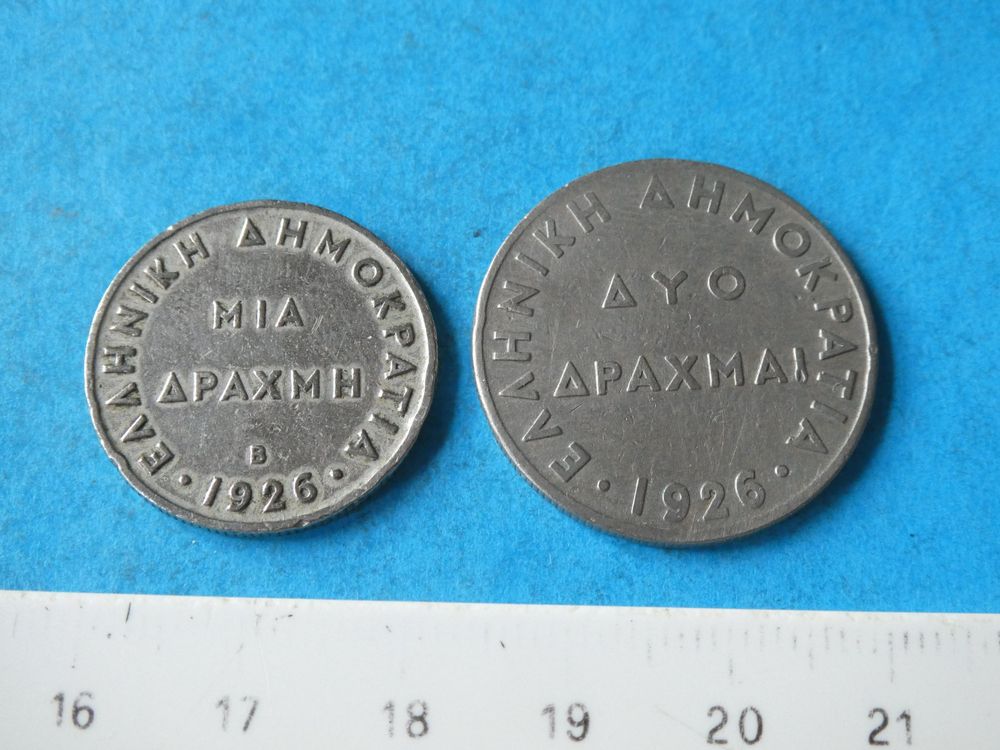 ΕΛΛΗΝΙΚΗ ΔΗΜΟΚΡΑΤΙΑ
ΜΙΑ
ΔΡΑΧΜΗ
Β
· 1926 ·
ΕΛΛΗΝΙΚΗ ΔΗΜΟΚΡΑΤΙΑ
ΔΥΟ
ΔΡΑΧΜΑΙ
· 1926 ·
16 17 18 19 20 21